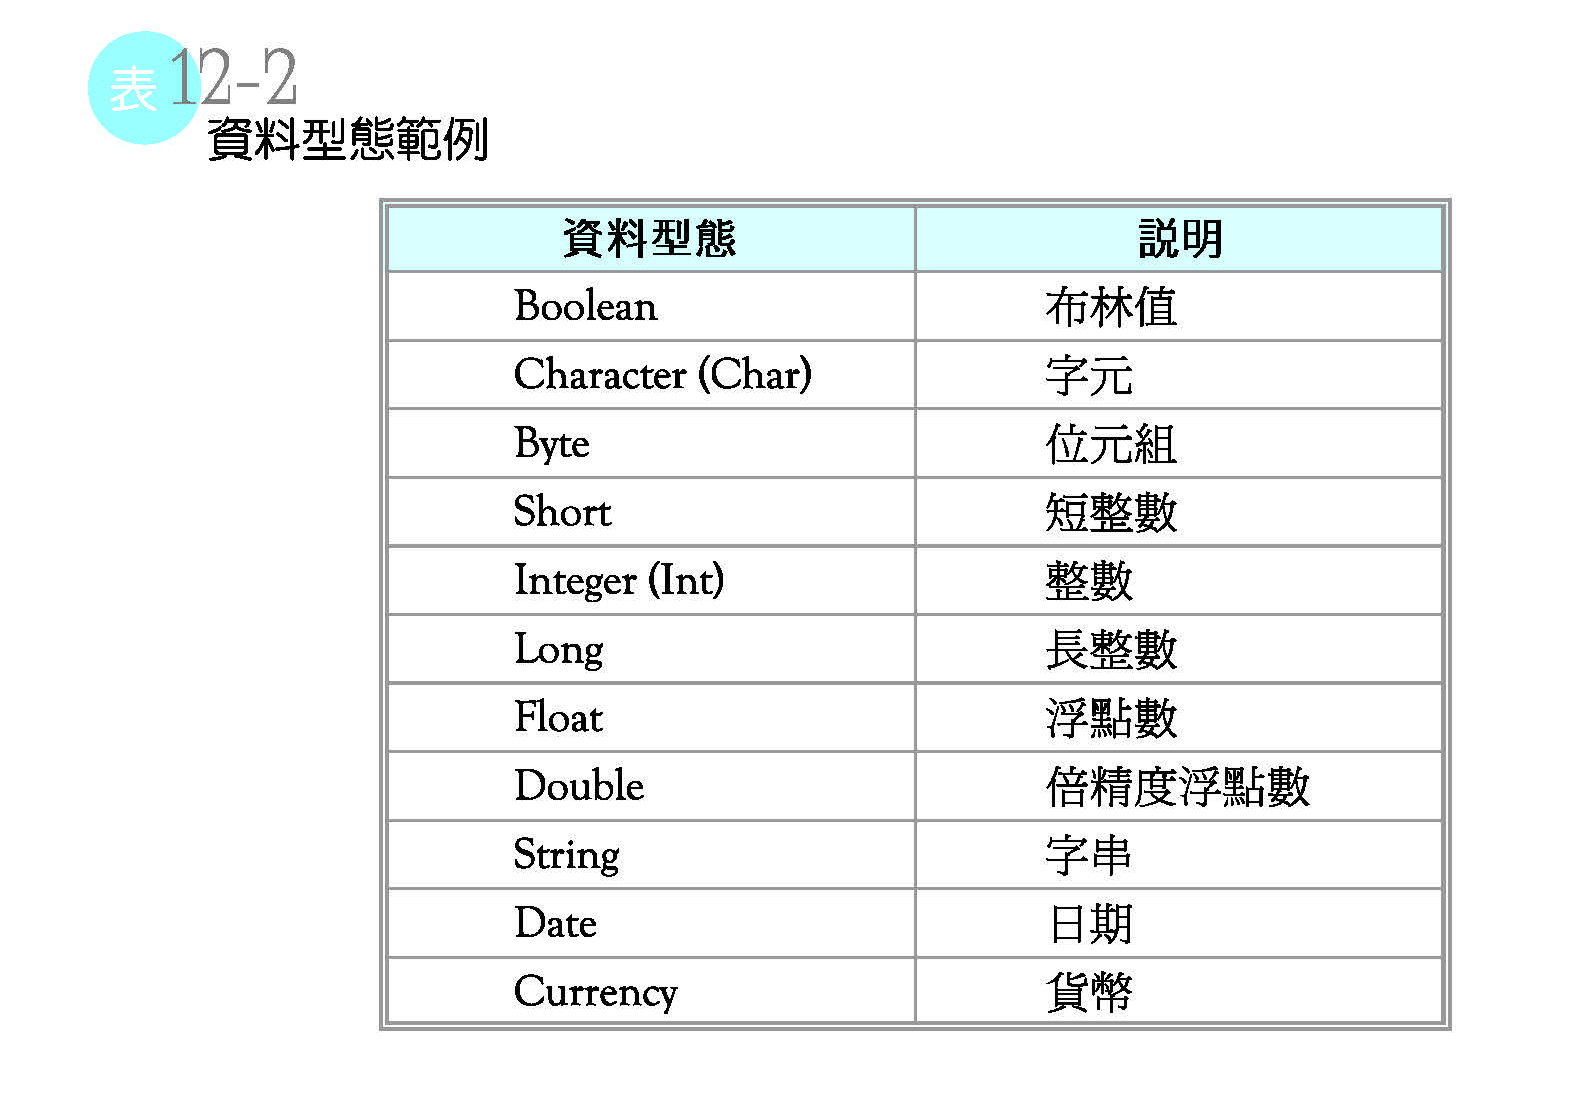 表12-2
資料型態範例
資料型態 説明
Boolean 布林值
Character (Char) 字元
Byte 位元組
Short 短整數
Integer (Int) 整數
Long 長整數
Float 浮點數
Double 倍精度浮點數
String 字串
Date 日期
Currency 貨幣